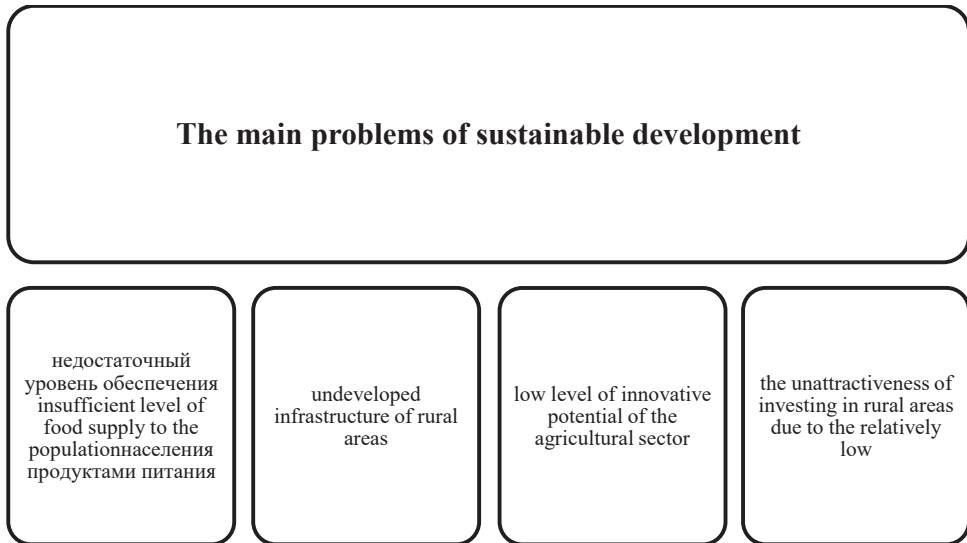 The main problems of sustainable development
недостаточный
уровень обеспечения
insufficient level of
food supply to the
populationнаселения
продуктами питания
undeveloped
infrastructure of rural
areas
low level of innovative
potential of the
agricultural sector
the unattractiveness of
investing in rural areas
due to the relatively
low